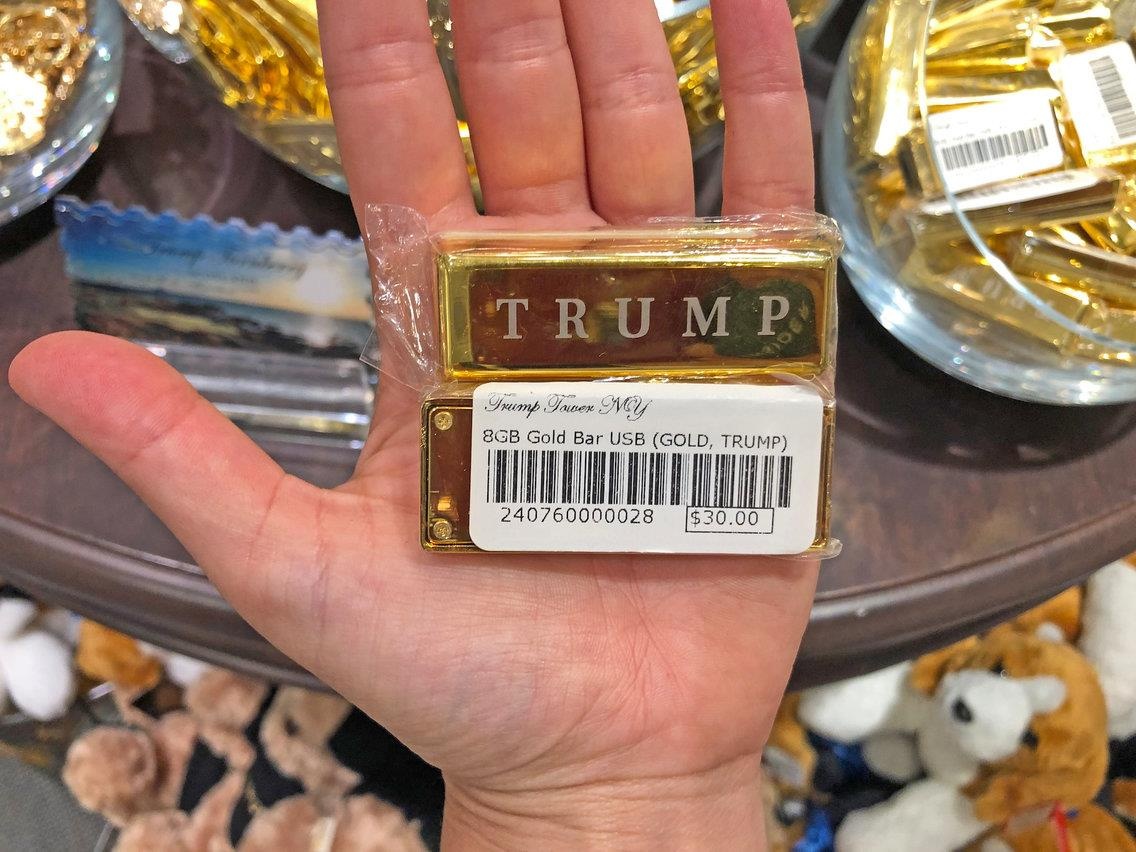 TRUMP
Trump Tower NY
8GB Gold Bar USB (GOLD, TRUMP)
240760000028 $30.00